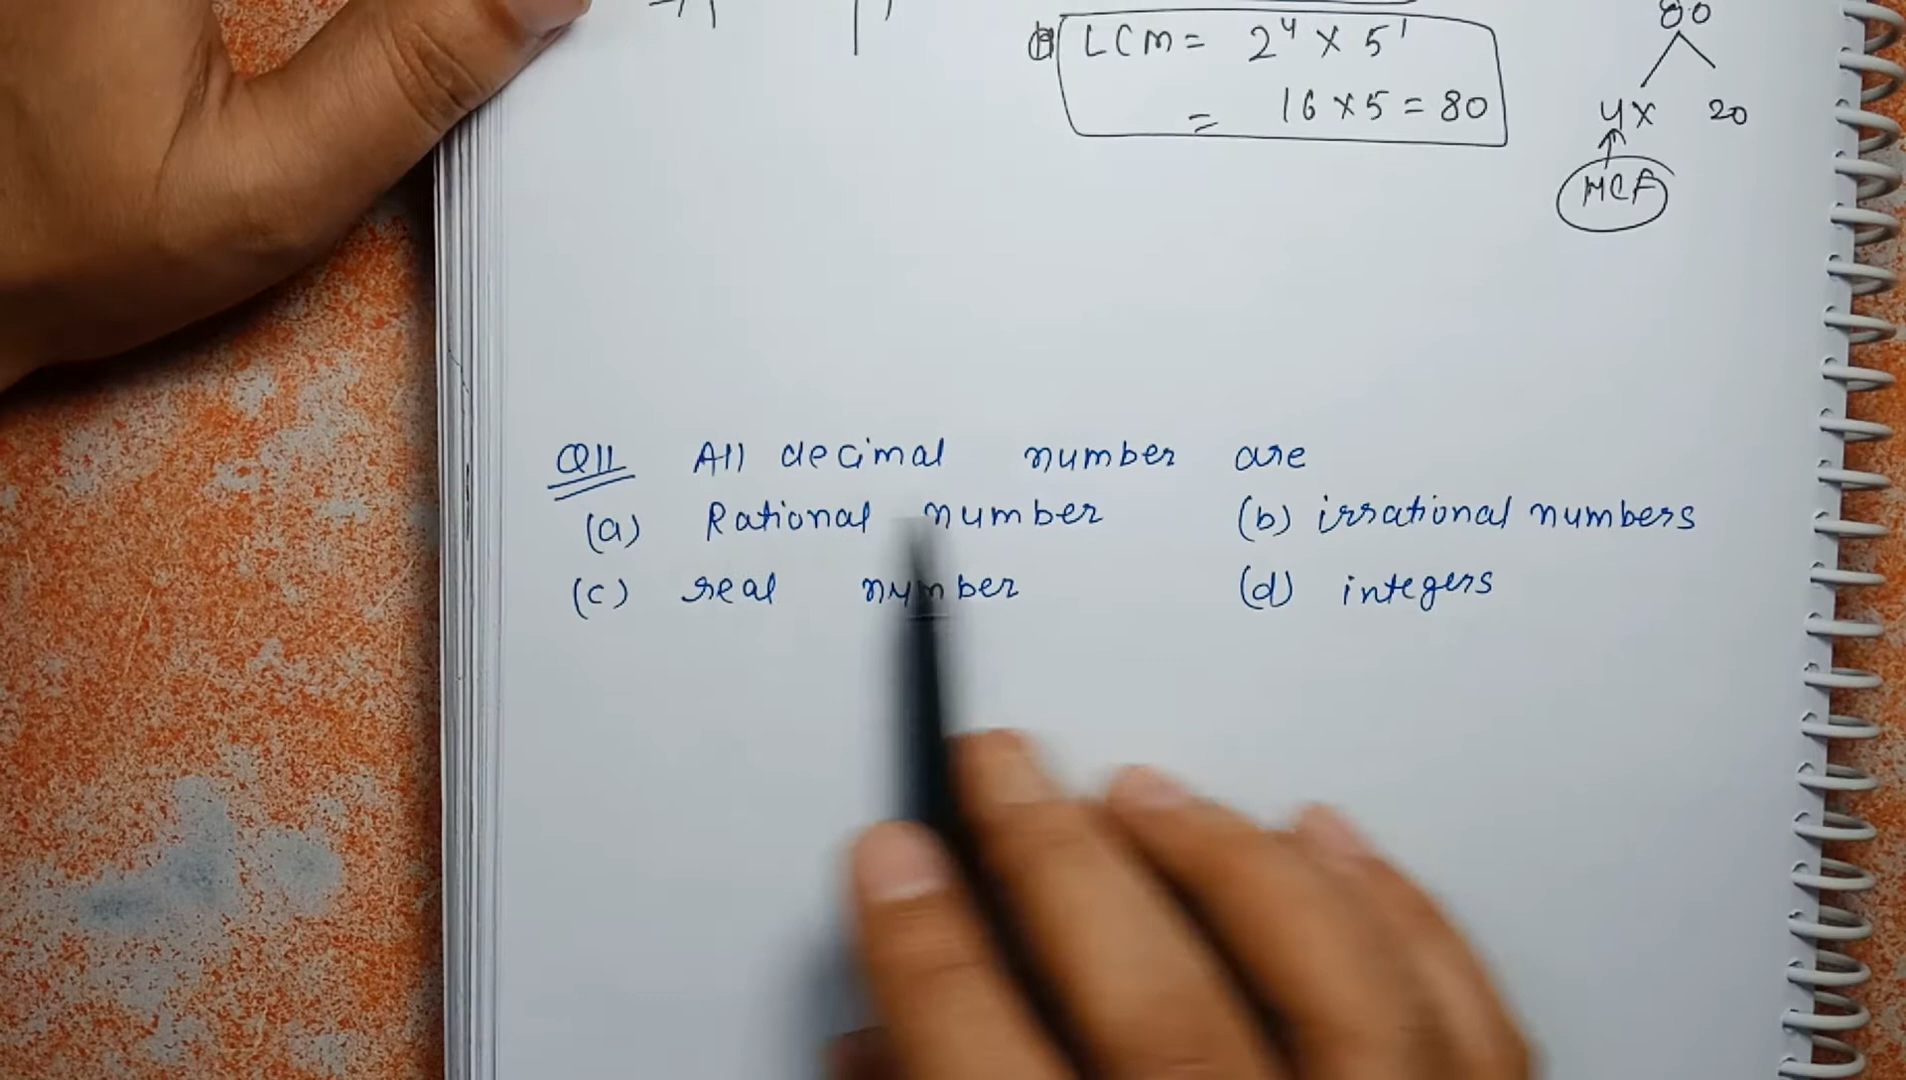 LCM = 2⁴ × 5¹
= 16 × 5 = 80
80
4 × 20
HCF
Q11 All decimal number are
(a) Rational number (b) irrational numbers
(c) real number (d) integers